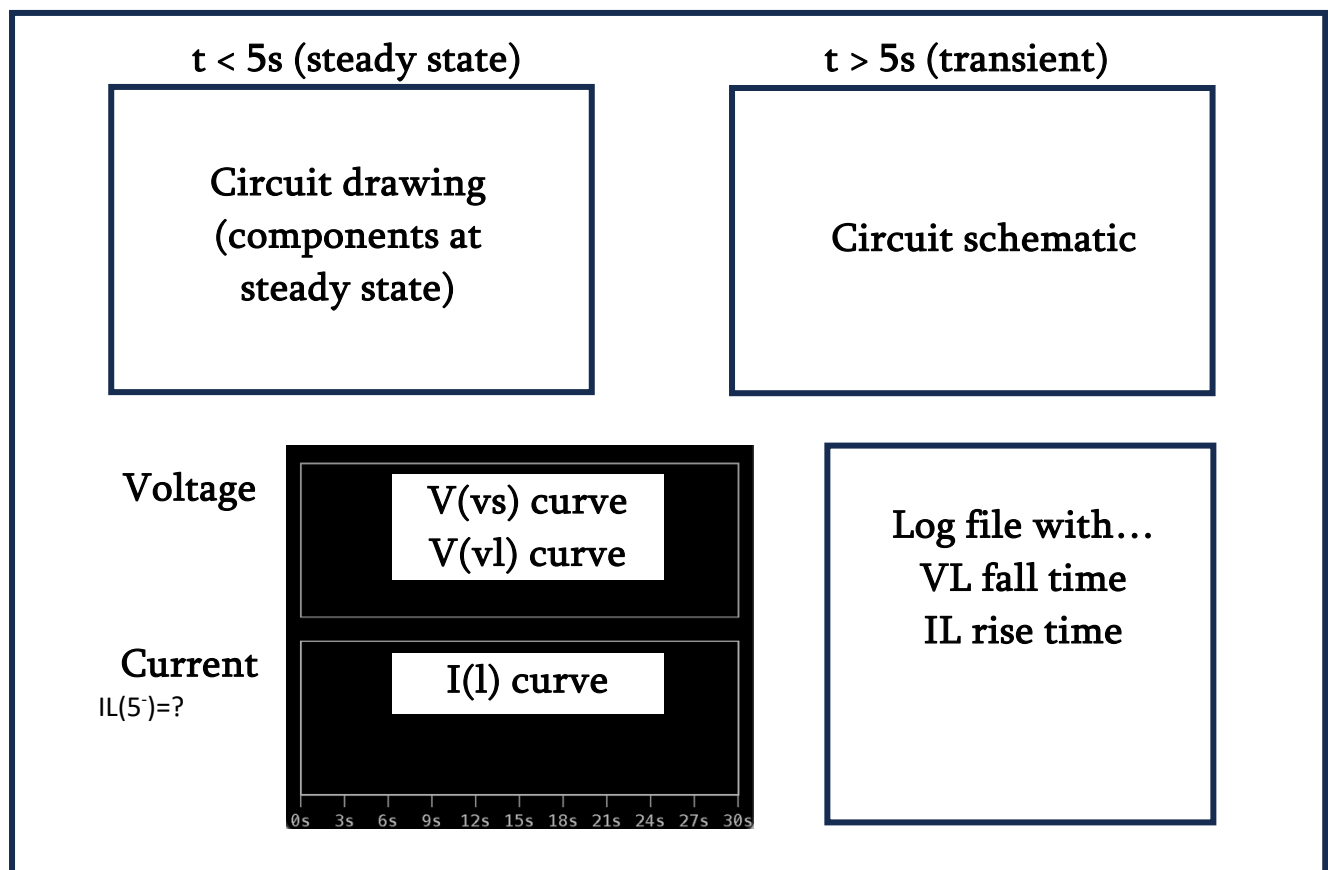 t < 5s (steady state)
t > 5s (transient)
Circuit drawing
(components at
steady state)
Circuit schematic
Voltage
V(vs) curve
V(vl) curve
Current
IL(5⁻)=?
I(l) curve
0s 3s 6s 9s 12s 15s 18s 21s 24s 27s 30s
Log file with…
VL fall time
IL rise time